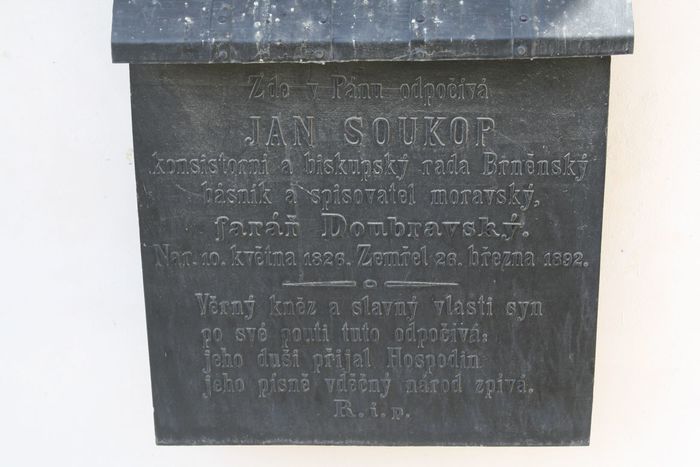 Zde v Pánu odpočívá
JAN SOUKOP
konsistorní a biskupský rada Brněnský
básník a spisovatel moravský,
farář Doubravský.
Nar. 10. května 1826. Zemřel 26. března 1892.
Věrný kněz a slavný vlasti syn
po své pouti tuto odpočívá;
jeho duši přijal Hospodin
jeho písně vděčný národ zpívá.
R. i. p.